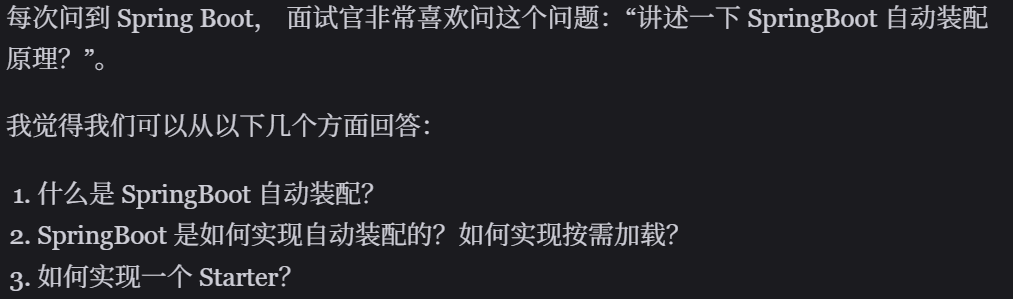 每次问到 Spring Boot， 面试官非常喜欢问这个问题：“讲述一下 SpringBoot 自动装配
原理？”。
我觉得我们可以从以下几个方面回答：
1. 什么是 SpringBoot 自动装配？
2. SpringBoot 是如何实现自动装配的？如何实现按需加载？
3. 如何实现一个 Starter？